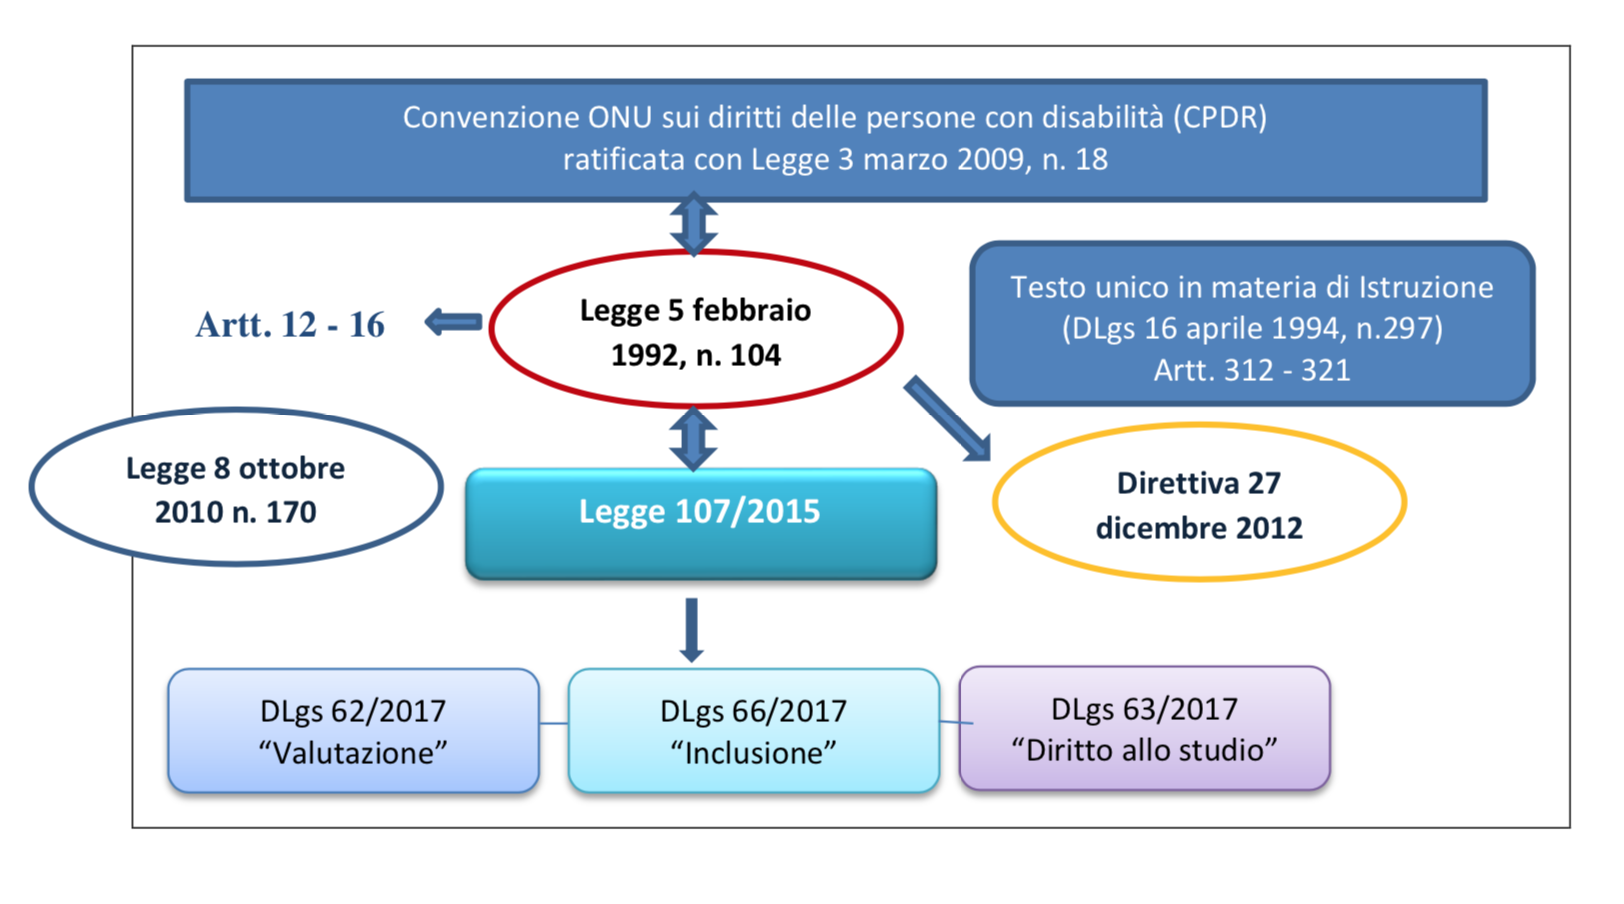 Convenzione ONU sui diritti delle persone con disabilità (CPDR)
ratificata con Legge 3 marzo 2009, n. 18
Artt. 12 - 16
Legge 5 febbraio
1992, n. 104
Testo unico in materia di Istruzione
(DLgs 16 aprile 1994, n.297)
Artt. 312 - 321
Legge 8 ottobre
2010 n. 170
Legge 107/2015
Direttiva 27
dicembre 2012
DLgs 62/2017
“Valutazione”
DLgs 66/2017
“Inclusione”
DLgs 63/2017
“Diritto allo studio”